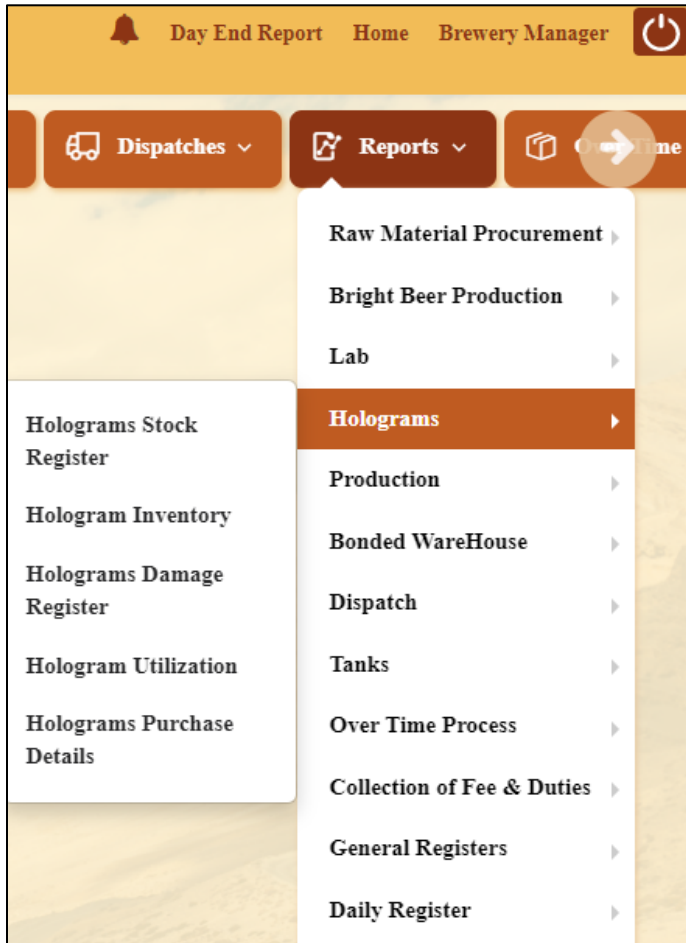 Day End Report Home Brewery Manager
Dispatches Reports
Raw Material Procurement
Bright Beer Production
Lab
Holograms
Production
Bonded WareHouse
Dispatch
Tanks
Over Time Process
Collection of Fee & Duties
General Registers
Daily Register
Holograms Stock
Register
Hologram Inventory
Holograms Damage
Register
Hologram Utilization
Holograms Purchase
Details